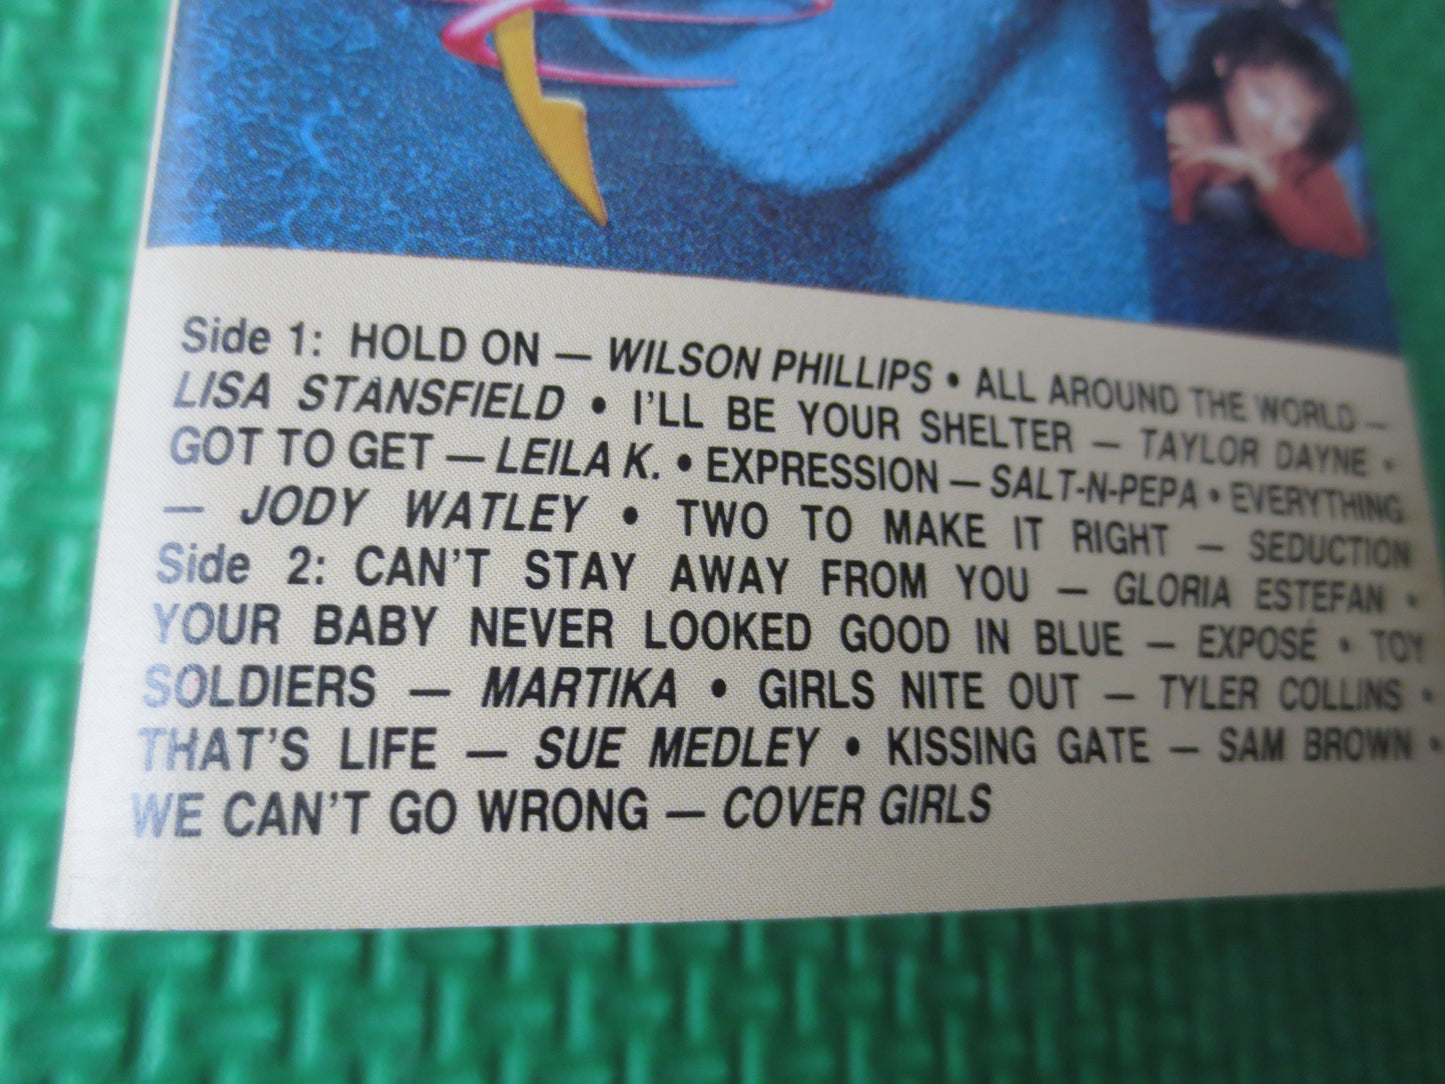 Side 1: HOLD ON — WILSON PHILLIPS • ALL AROUND THE WORLD —
LISA STANSFIELD • I'LL BE YOUR SHELTER — TAYLOR DAYNE •
GOT TO GET — LEILA K. • EXPRESSION — SALT-N-PEPA • EVERYTHING
— JODY WATLEY • TWO TO MAKE IT RIGHT — SEDUCTION
Side 2: CAN'T STAY AWAY FROM YOU — GLORIA ESTEFAN •
YOUR BABY NEVER LOOKED GOOD IN BLUE — EXPOSÉ • TOY
SOLDIERS — MARTIKA • GIRLS NITE OUT — TYLER COLLINS •
THAT'S LIFE — SUE MEDLEY • KISSING GATE — SAM BROWN •
WE CAN'T GO WRONG — COVER GIRLS